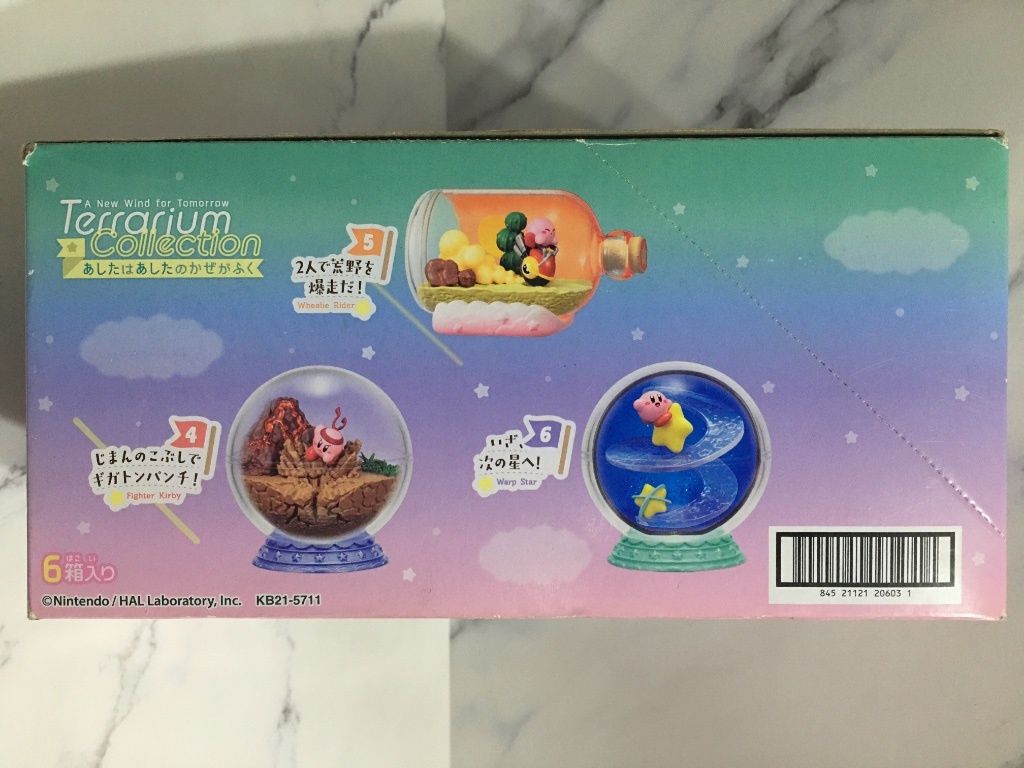 A New Wind for Tomorrow
Terrarium
Collection
あしたはあしたのかぜがふく
5
2人で荒野を
爆走だ!
Wheelie Rider
4
じまんのこぶしで
ギガトンパンチ!
Fighter Kirby
6
いざ、
次の星へ!
Warp Star
はこ い
6箱入り
©Nintendo / HAL Laboratory, Inc. KB21-5711
845 21121 20603 1